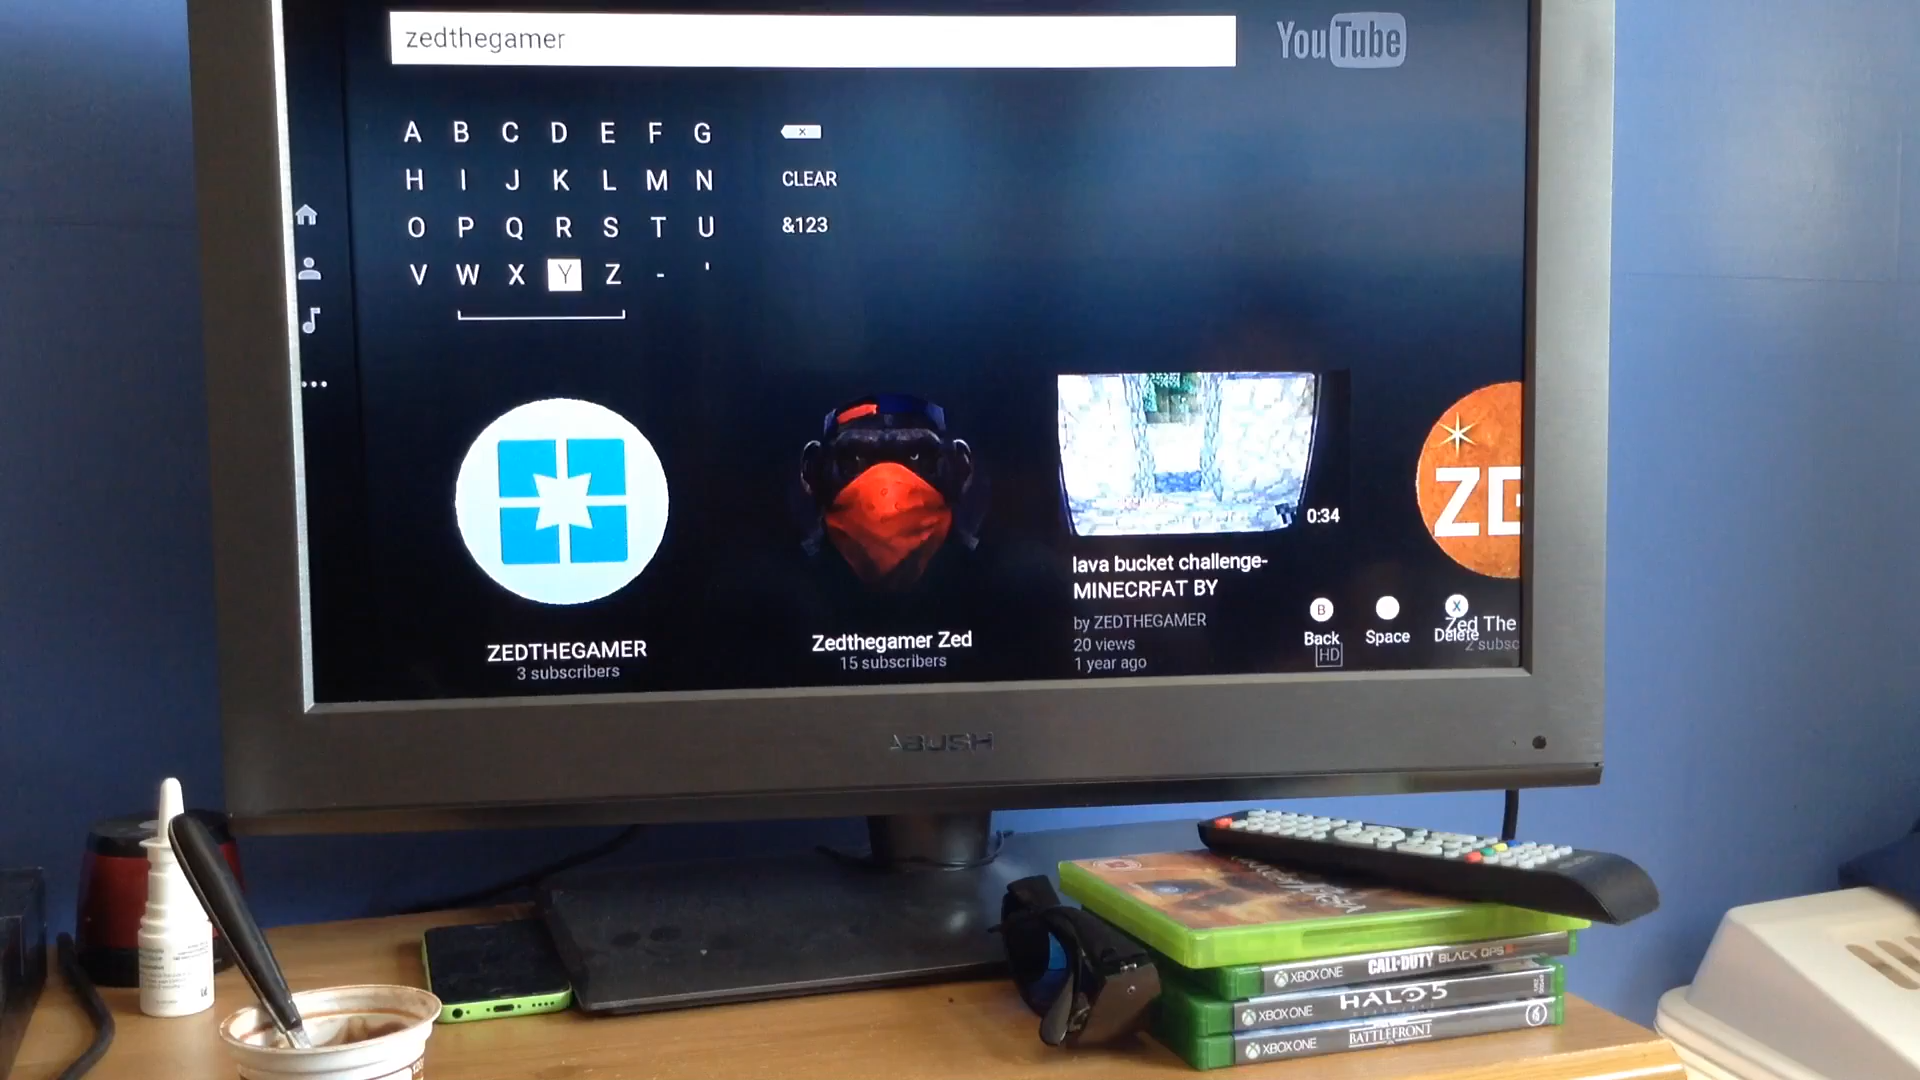 zedthegamer
YouTube
A B C D E F G
H I J K L M N
CLEAR
O P Q R S T U
&123
V W X Y Z - '
0:34
ZE
lava bucket challenge-
MINECRFAT BY
by ZEDTHEGAMER
20 views
1 year ago
ZEDTHEGAMER
3 subscribers
Zedthegamer Zed
15 subscribers
B
X
Back
Space
Delete
Zed The
HD
2 subsc
BUSH
XBOX ONE CALL OF DUTY BLACK OPS
XBOX ONE HALO 5
XBOX ONE BATTLEFRONT